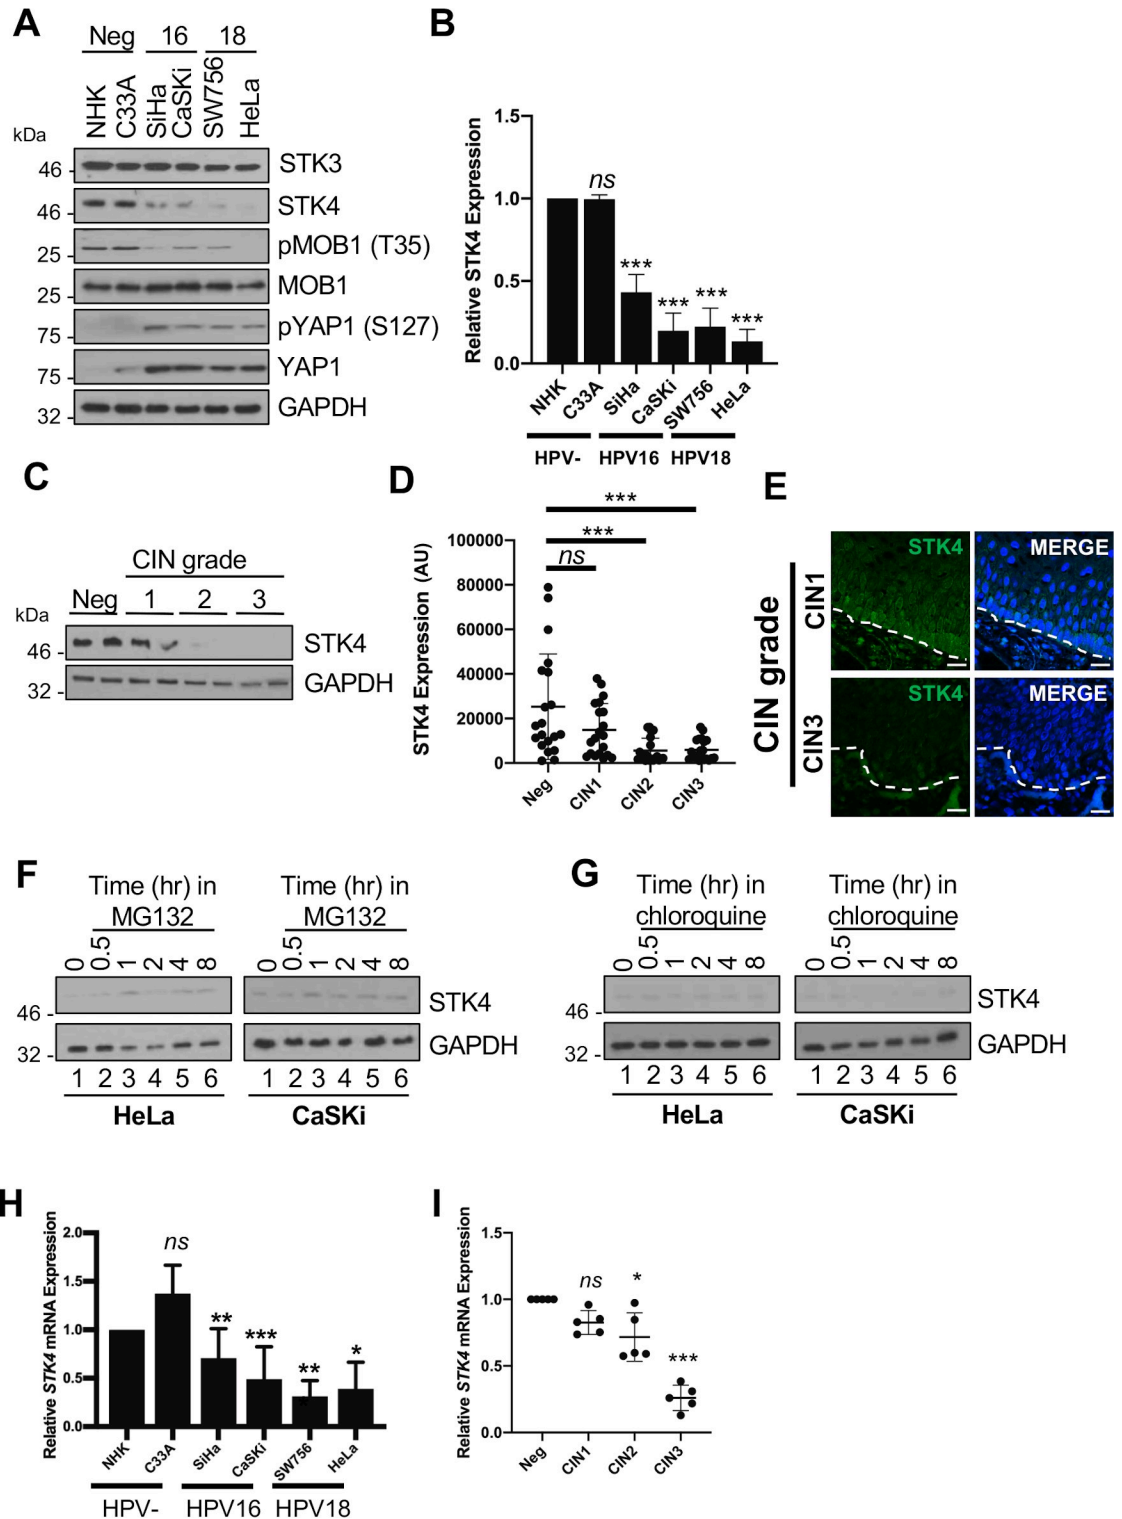 A
Neg 16 18
NHK C33A SiHa CaSKi SW756 HeLa
kDa
46 - STK3
46 - STK4
25 - pMOB1 (T35)
25 - MOB1
75 - pYAP1 (S127)
75 - YAP1
32 - GAPDH
B
Relative STK4 Expression
1.5
1.0
0.5
0.0
ns *** *** *** ***
NHK C33A SiHa CaSKi SW756 HeLa
HPV- HPV16 HPV18
C
CIN grade
Neg 1 2 3
kDa
46 - STK4
32 - GAPDH
D
STK4 Expression (AU)
***
***
ns
100000
80000
60000
40000
20000
0
Neg CIN1 CIN2 CIN3
E
CIN grade
CIN1
STK4 MERGE
CIN3
STK4 MERGE
F
Time (hr) in Time (hr) in
MG132 MG132
0 0.5 1 2 4 8 0 0.5 1 2 4 8
46 - STK4
32 - GAPDH
1 2 3 4 5 6 1 2 3 4 5 6
HeLa CaSKi
G
Time (hr) in Time (hr) in
chloroquine chloroquine
0 0.5 1 2 4 8 0 0.5 1 2 4 8
46 - STK4
32 - GAPDH
1 2 3 4 5 6 1 2 3 4 5 6
HeLa CaSKi
H
Relative STK4 mRNA Expression
2.0
1.5
1.0
0.5
0.0
ns ** *** ** *
NHK C33A SiHa CaSKi SW756 HeLa
HPV- HPV16 HPV18
I
Relative STK4 mRNA Expression
1.5
1.0
0.5
0.0
ns * ***
Neg CIN1 CIN2 CIN3